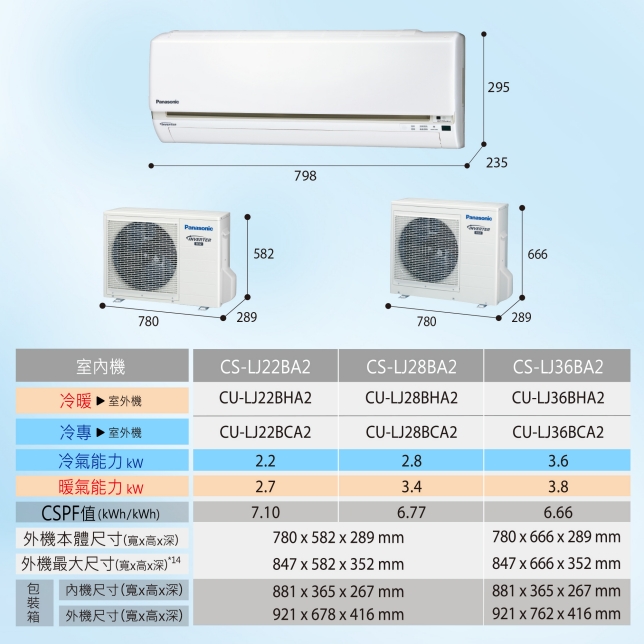 Panasonic
INVERTER
295
235
798
Panasonic
INVERTER
582
780
289
Panasonic
INVERTER
666
780
289
室內機 CS-LJ22BA2 CS-LJ28BA2 CS-LJ36BA2
冷暖▶室外機 CU-LJ22BHA2 CU-LJ28BHA2 CU-LJ36BHA2
冷專▶室外機 CU-LJ22BCA2 CU-LJ28BCA2 CU-LJ36BCA2
冷氣能力 kW 2.2 2.8 3.6
暖氣能力 kW 2.7 3.4 3.8
CSPF值 (kWh/kWh) 7.10 6.77 6.66
外機本體尺寸(寬x高x深) 780 x 582 x 289 mm 780 x 666 x 289 mm
外機最大尺寸(寬x高x深)*14 847 x 582 x 352 mm 847 x 666 x 352 mm
包裝箱 內機尺寸(寬x高x深) 881 x 365 x 267 mm 881 x 365 x 267 mm
外機尺寸(寬x高x深) 921 x 678 x 416 mm 921 x 762 x 416 mm